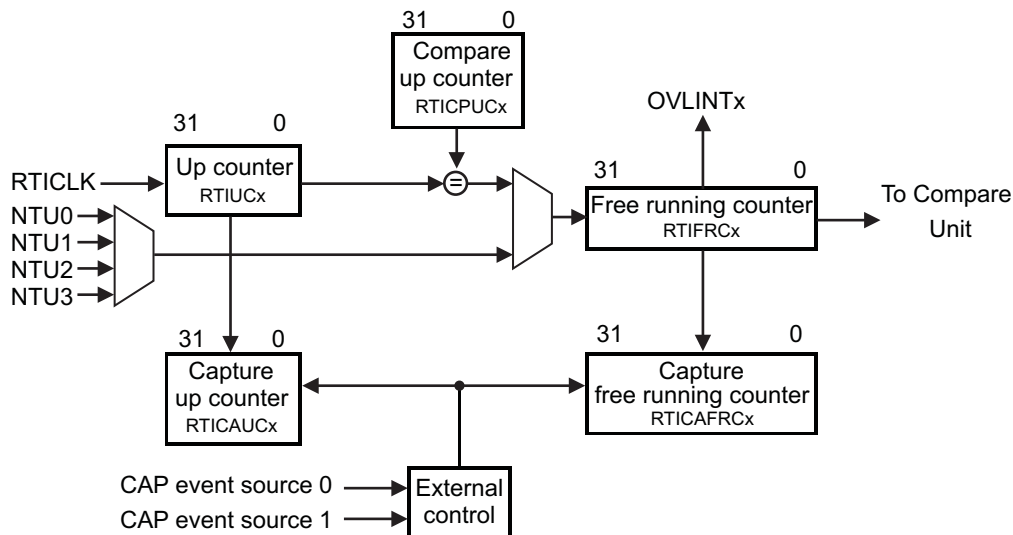 31 0
Compare
up counter
RTICPUCx
OVLINTx
31 0
Up counter
RTIUCx
RTICLK
NTU0
NTU1
NTU2
NTU3
=
31 0
Free running counter
RTIFRCx
To Compare
Unit
31 0
Capture
up counter
RTICAUCx
31 0
Capture
free running counter
RTICAFRCx
CAP event source 0
CAP event source 1
External
control